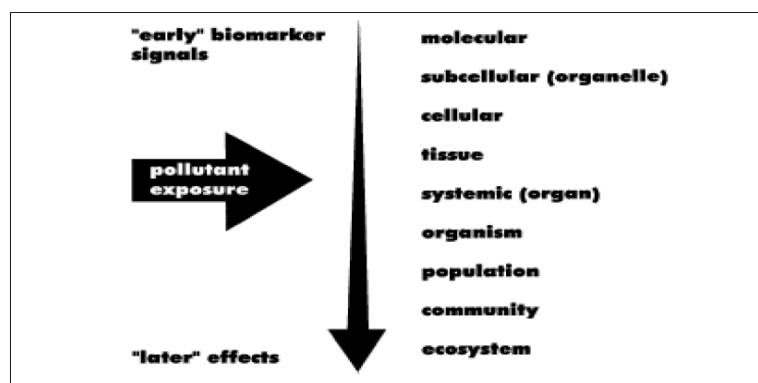 "early" biomarker
signals
pollutant
exposure
"later" effects
molecular
subcellular (organelle)
cellular
tissue
systemic (organ)
organism
population
community
ecosystem